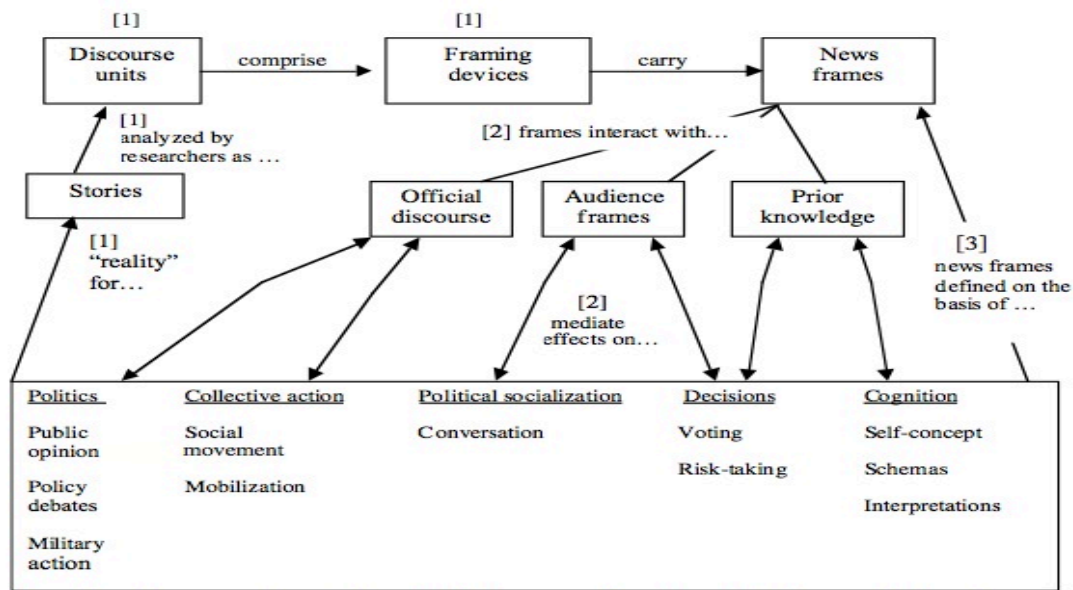 [1]
[1]
Discourse
units
comprise
Framing
devices
carry
News
frames
[1]
analyzed by
researchers as …
[2] frames interact with…
Stories
Official
discourse
Audience
frames
Prior
knowledge
[1]
“reality”
for…
[2]
mediate
effects on…
[3]
news frames
defined on the
basis of …
Politics
Public
opinion
Policy
debates
Military
action
Collective action
Social
movement
Mobilization
Political socialization
Conversation
Decisions
Voting
Risk-taking
Cognition
Self-concept
Schemas
Interpretations